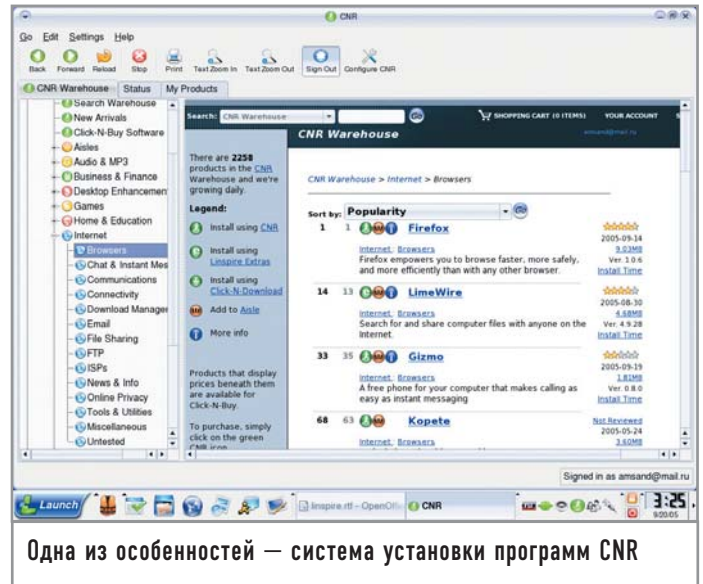 CNR
Go Edit Settings Help
Back Forward Reload Stop Print Text Zoom In Text Zoom Out Sign Out Configure CNR
CNR Warehouse Status My Products
Search Warehouse
New Arrivals
Click-N-Buy Software
Aisles
Audio & MP3
Business & Finance
Desktop Enhancemen
Games
Home & Education
Internet
Browsers
Chat & Instant Mes
Communications
Connectivity
Download Manager
Email
File Sharing
FTP
ISPs
News & Info
Online Privacy
Tools & Utilities
Miscellaneous
Untested
Search: CNR Warehouse Go SHOPPING CART (0 ITEMS) YOUR ACCOUNT S
CNR Warehouse amsand@mail.ru
There are 2258
products in the CNR
Warehouse and we're
growing daily.
Legend:
Install using CNR
Install using
Linspire Extras
Install using
Click-N-Download
Add to Aisle
More info
Products that display
prices beneath them
are available for
Click-N-Buy.
To purchase, simply
click on the green
CNR icon
CNR Warehouse > Internet > Browsers
Sort by: Popularity Go
1 1 Firefox
2005-09-14
Internet, Browsers 9.03MB
Firefox empowers you to browse faster, more safely, Ver. 1.0.6
and more efficiently than with any other browser. Install Time
14 13 LimeWire
2005-08-30
Internet, Browsers 4.68MB
Search for and share computer files with anyone on the Ver. 4.9.28
Internet. Install Time
33 35 Gizmo
2005-09-19
Internet, Browsers 1.81MB
A free phone for your computer that makes calling as Ver. 0.8.0
easy as instant messaging Install Time
68 63 Kopete Not Reviewed
2005-05-24
Internet, Browsers 3.60MB
Signed in as amsand@mail.ru
Launch linspire.rtf - OpenOffi CNR 3:25
9/20/05
Одна из особенностей — система установки программ CNR